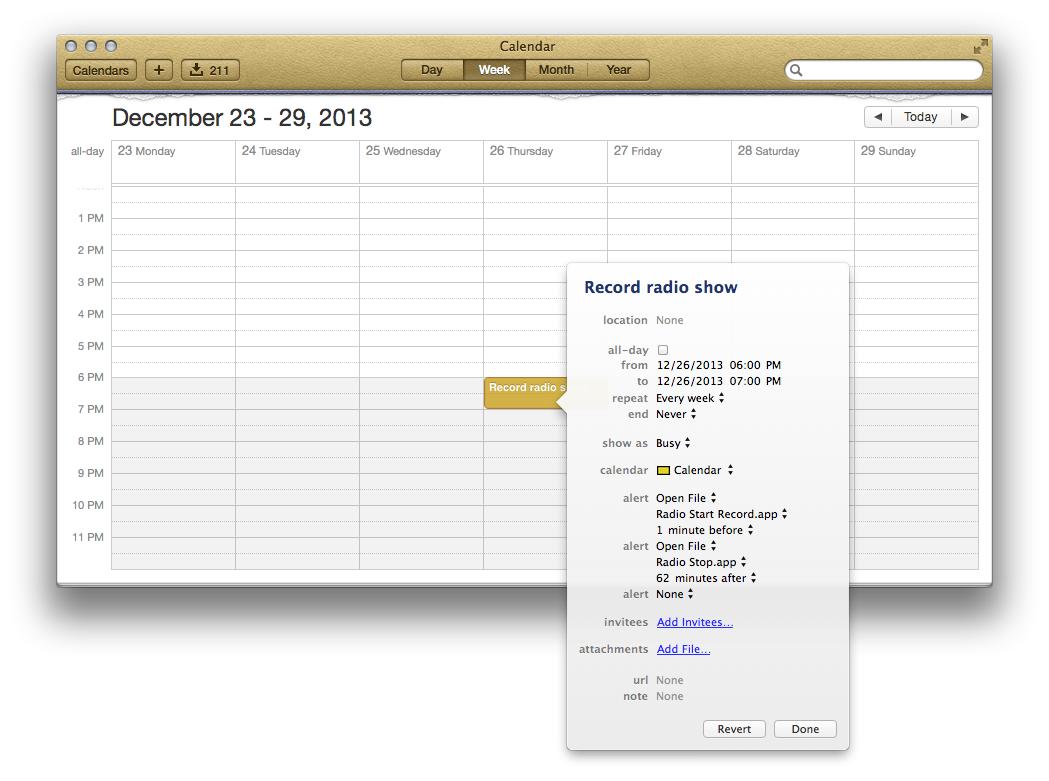 Calendar
Calendars + 211 Day Week Month Year
December 23 - 29, 2013 Today
all-day 23 Monday 24 Tuesday 25 Wednesday 26 Thursday 27 Friday 28 Saturday 29 Sunday
1 PM
2 PM
3 PM
4 PM
5 PM
6 PM
Record radio s
7 PM
8 PM
9 PM
10 PM
11 PM
Record radio show
location None
all-day
from 12/26/2013 06:00 PM
to 12/26/2013 07:00 PM
repeat Every week
end Never
show as Busy
calendar Calendar
alert Open File
Radio Start Record.app
1 minute before
alert Open File
Radio Stop.app
62 minutes after
alert None
invitees Add Invitees...
attachments Add File...
url None
note None
Revert Done